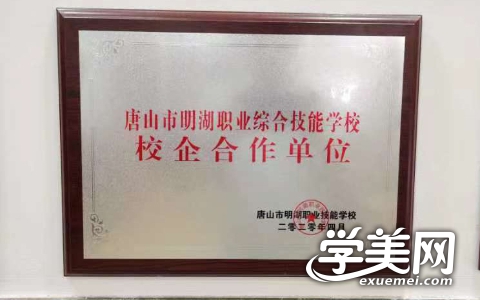 唐山市明湖职业综合技能学校
校企合作单位
唐山市明湖职业技能学校
二零二零年四月
学美网
exuemei.com